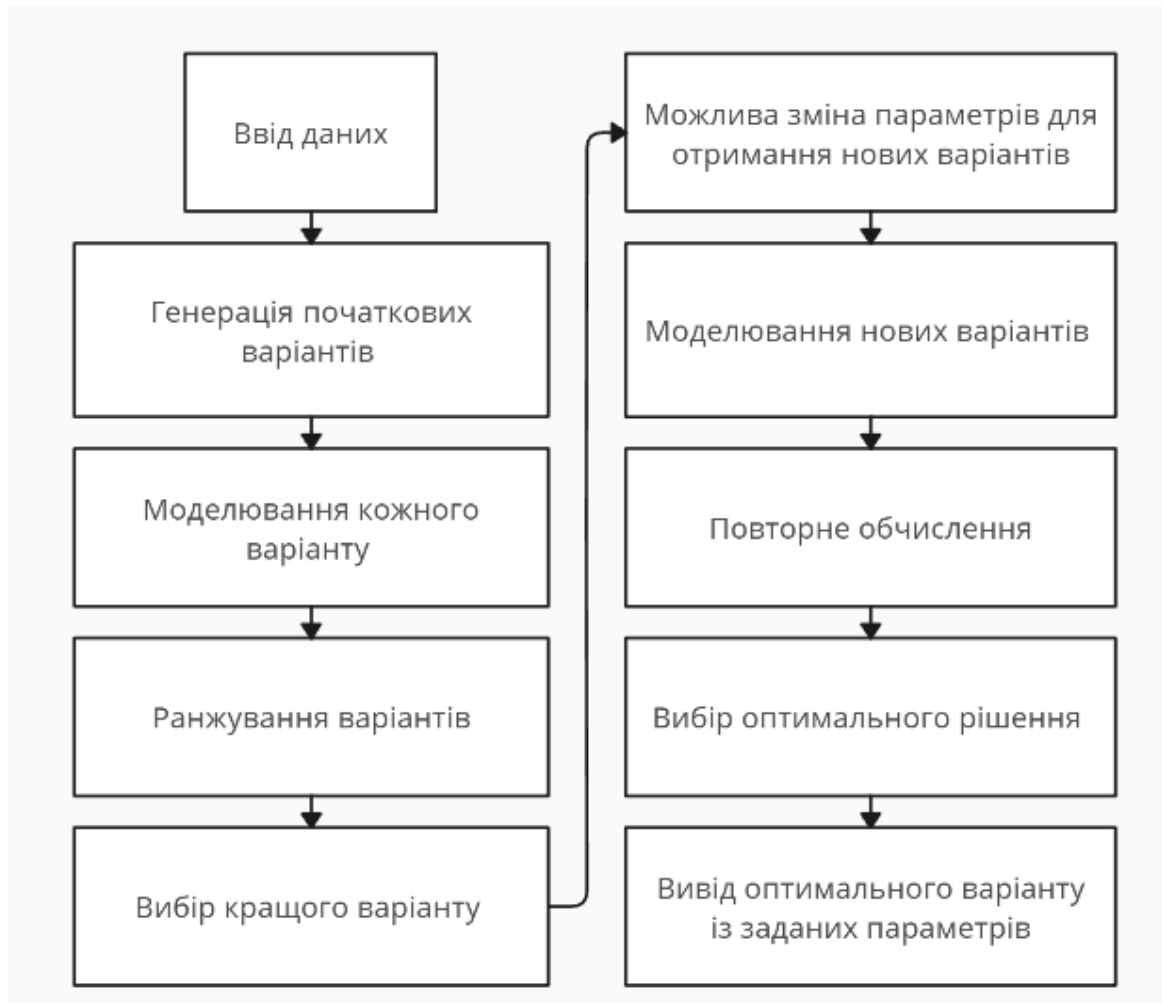 Ввід даних
Генерація початкових
варіантів
Моделювання кожного
варіанту
Ранжування варіантів
Вибір кращого варіанту
Можлива зміна параметрів для
отримання нових варіантів
Моделювання нових варіантів
Повторне обчислення
Вибір оптимального рішення
Вивід оптимального варіанту
із заданих параметрів